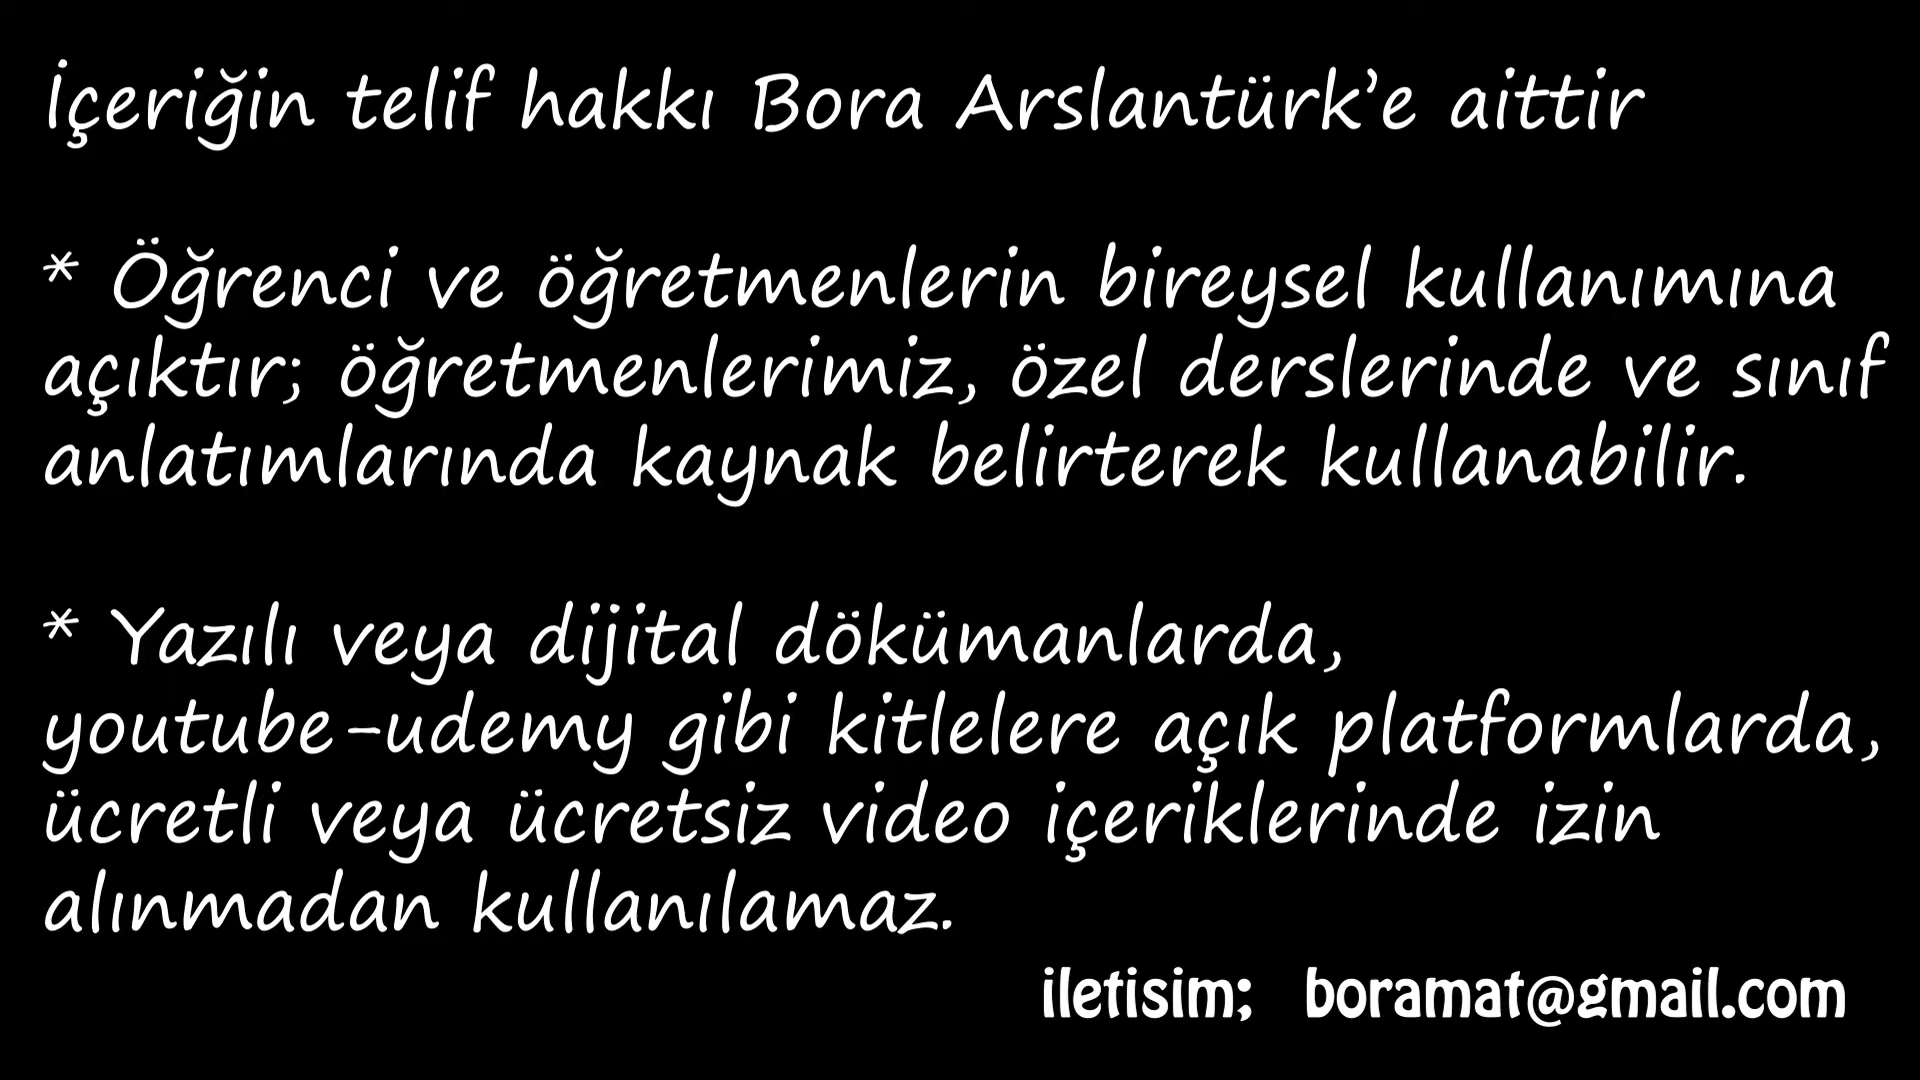 İçeriğin telif hakkı Bora Arslantürk’e aittir
* Öğrenci ve öğretmenlerin bireysel kullanımına
açıktır; öğretmenlerimiz, özel derslerinde ve sınıf
anlatımlarında kaynak belirterek kullanabilir.
* Yazılı veya dijital dökümanlarda,
youtube-udemy gibi kitlelere açık platformlarda,
ücretli veya ücretsiz video içeriklerinde izin
alınmadan kullanılamaz.
iletisim; boramat@gmail.com